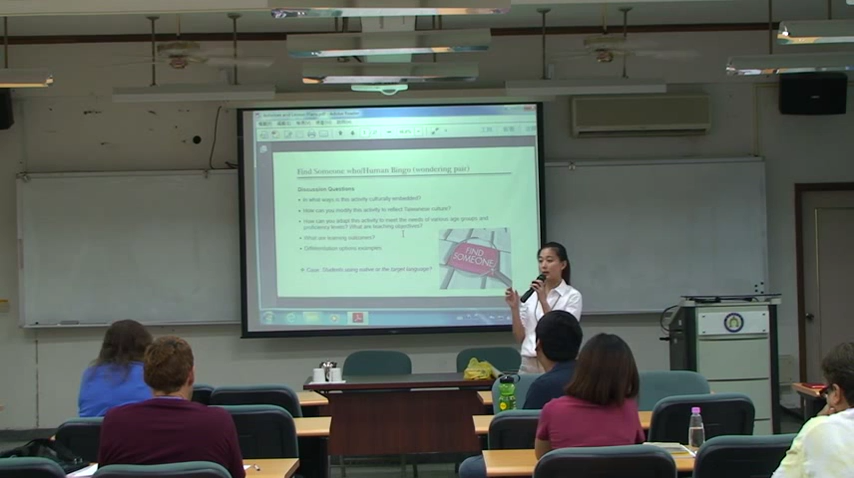 Find Someone who/Human Bingo (wondering pair)
Discussion Questions
• In what ways is this activity culturally embedded?
• How can you modify this activity to reflect Taiwanese culture?
• How can you adapt this activity to meet the needs of various age groups and
proficiency levels? What are teaching objectives?
• What are learning outcomes?
• Differentiation options examples
Case: Students using native or the target language?
FIND
SOMEONE